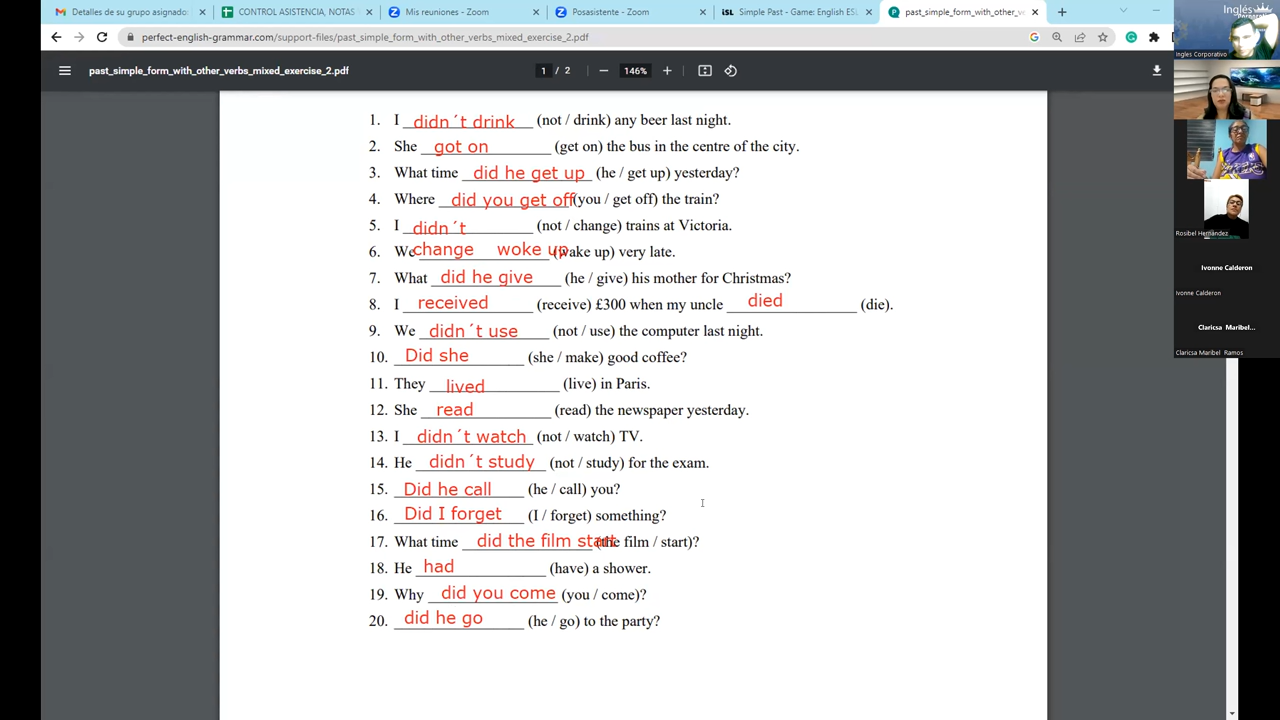 Detalles de su grupo asignado:
CONTROL ASISTENCIA, NOTAS
Mis reuniones - Zoom
Posasistente - Zoom
iSL Simple Past - Game: English ESL
past_simple_form_with_other_ve
perfect-english-grammar.com/support-files/past_simple_form_with_other_verbs_mixed_exercise_2.pdf
past_simple_form_with_other_verbs_mixed_exercise_2.pdf
1 / 2
146%
1. I didn´t drink (not / drink) any beer last night.
2. She got on (get on) the bus in the centre of the city.
3. What time did he get up (he / get up) yesterday?
4. Where did you get off (you / get off) the train?
5. I didn´t (not / change) trains at Victoria.
6. We change woke up (wake up) very late.
7. What did he give (he / give) his mother for Christmas?
8. I received (receive) £300 when my uncle died (die).
9. We didn´t use (not / use) the computer last night.
10. Did she (she / make) good coffee?
11. They lived (live) in Paris.
12. She read (read) the newspaper yesterday.
13. I didn´t watch (not / watch) TV.
14. He didn´t study (not / study) for the exam.
15. Did he call (he / call) you?
16. Did I forget (I / forget) something?
17. What time did the film start (the film / start)?
18. He had (have) a shower.
19. Why did you come (you / come)?
20. did he go (he / go) to the party?
Inglés
Ingles Corporativo
Rosibel Hernández
Ivonne Calderon
Ivonne Calderon
Claricsa Maribel...
Claricsa Maribel Ramos